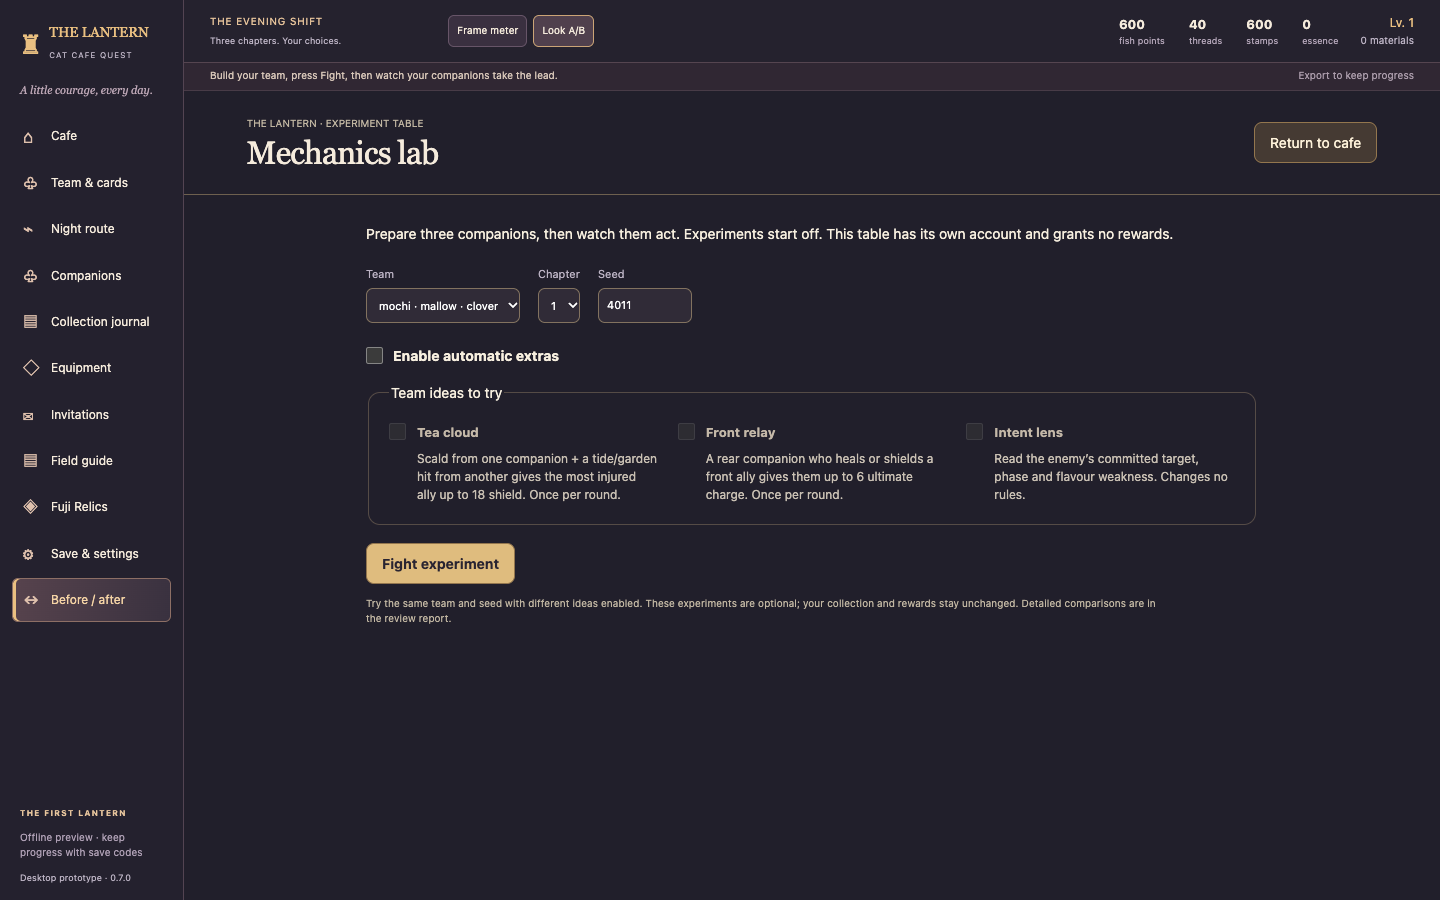 THE LANTERN
CAT CAFE QUEST
A little courage, every day.
Cafe
Team & cards
Night route
Companions
Collection journal
Equipment
Invitations
Field guide
Fuji Relics
Save & settings
Before / after
THE FIRST LANTERN
Offline preview · keep
progress with save codes
Desktop prototype · 0.7.0
THE EVENING SHIFT
Three chapters. Your choices.
Frame meter
Look A/B
600
fish points
40
threads
600
stamps
0
essence
Lv. 1
0 materials
Build your team, press Fight, then watch your companions take the lead.
Export to keep progress
THE LANTERN · EXPERIMENT TABLE
Mechanics lab
Return to cafe
Prepare three companions, then watch them act. Experiments start off. This table has its own account and grants no rewards.
Team
Chapter
Seed
mochi · mallow · clover
1
4011
Enable automatic extras
Team ideas to try
Tea cloud
Scald from one companion + a tide/garden
hit from another gives the most injured
ally up to 18 shield. Once per round.
Front relay
A rear companion who heals or shields a
front ally gives them up to 6 ultimate
charge. Once per round.
Intent lens
Read the enemy's committed target,
phase and flavour weakness. Changes no
rules.
Fight experiment
Try the same team and seed with different ideas enabled. These experiments are optional; your collection and rewards stay unchanged. Detailed comparisons are in
the review report.